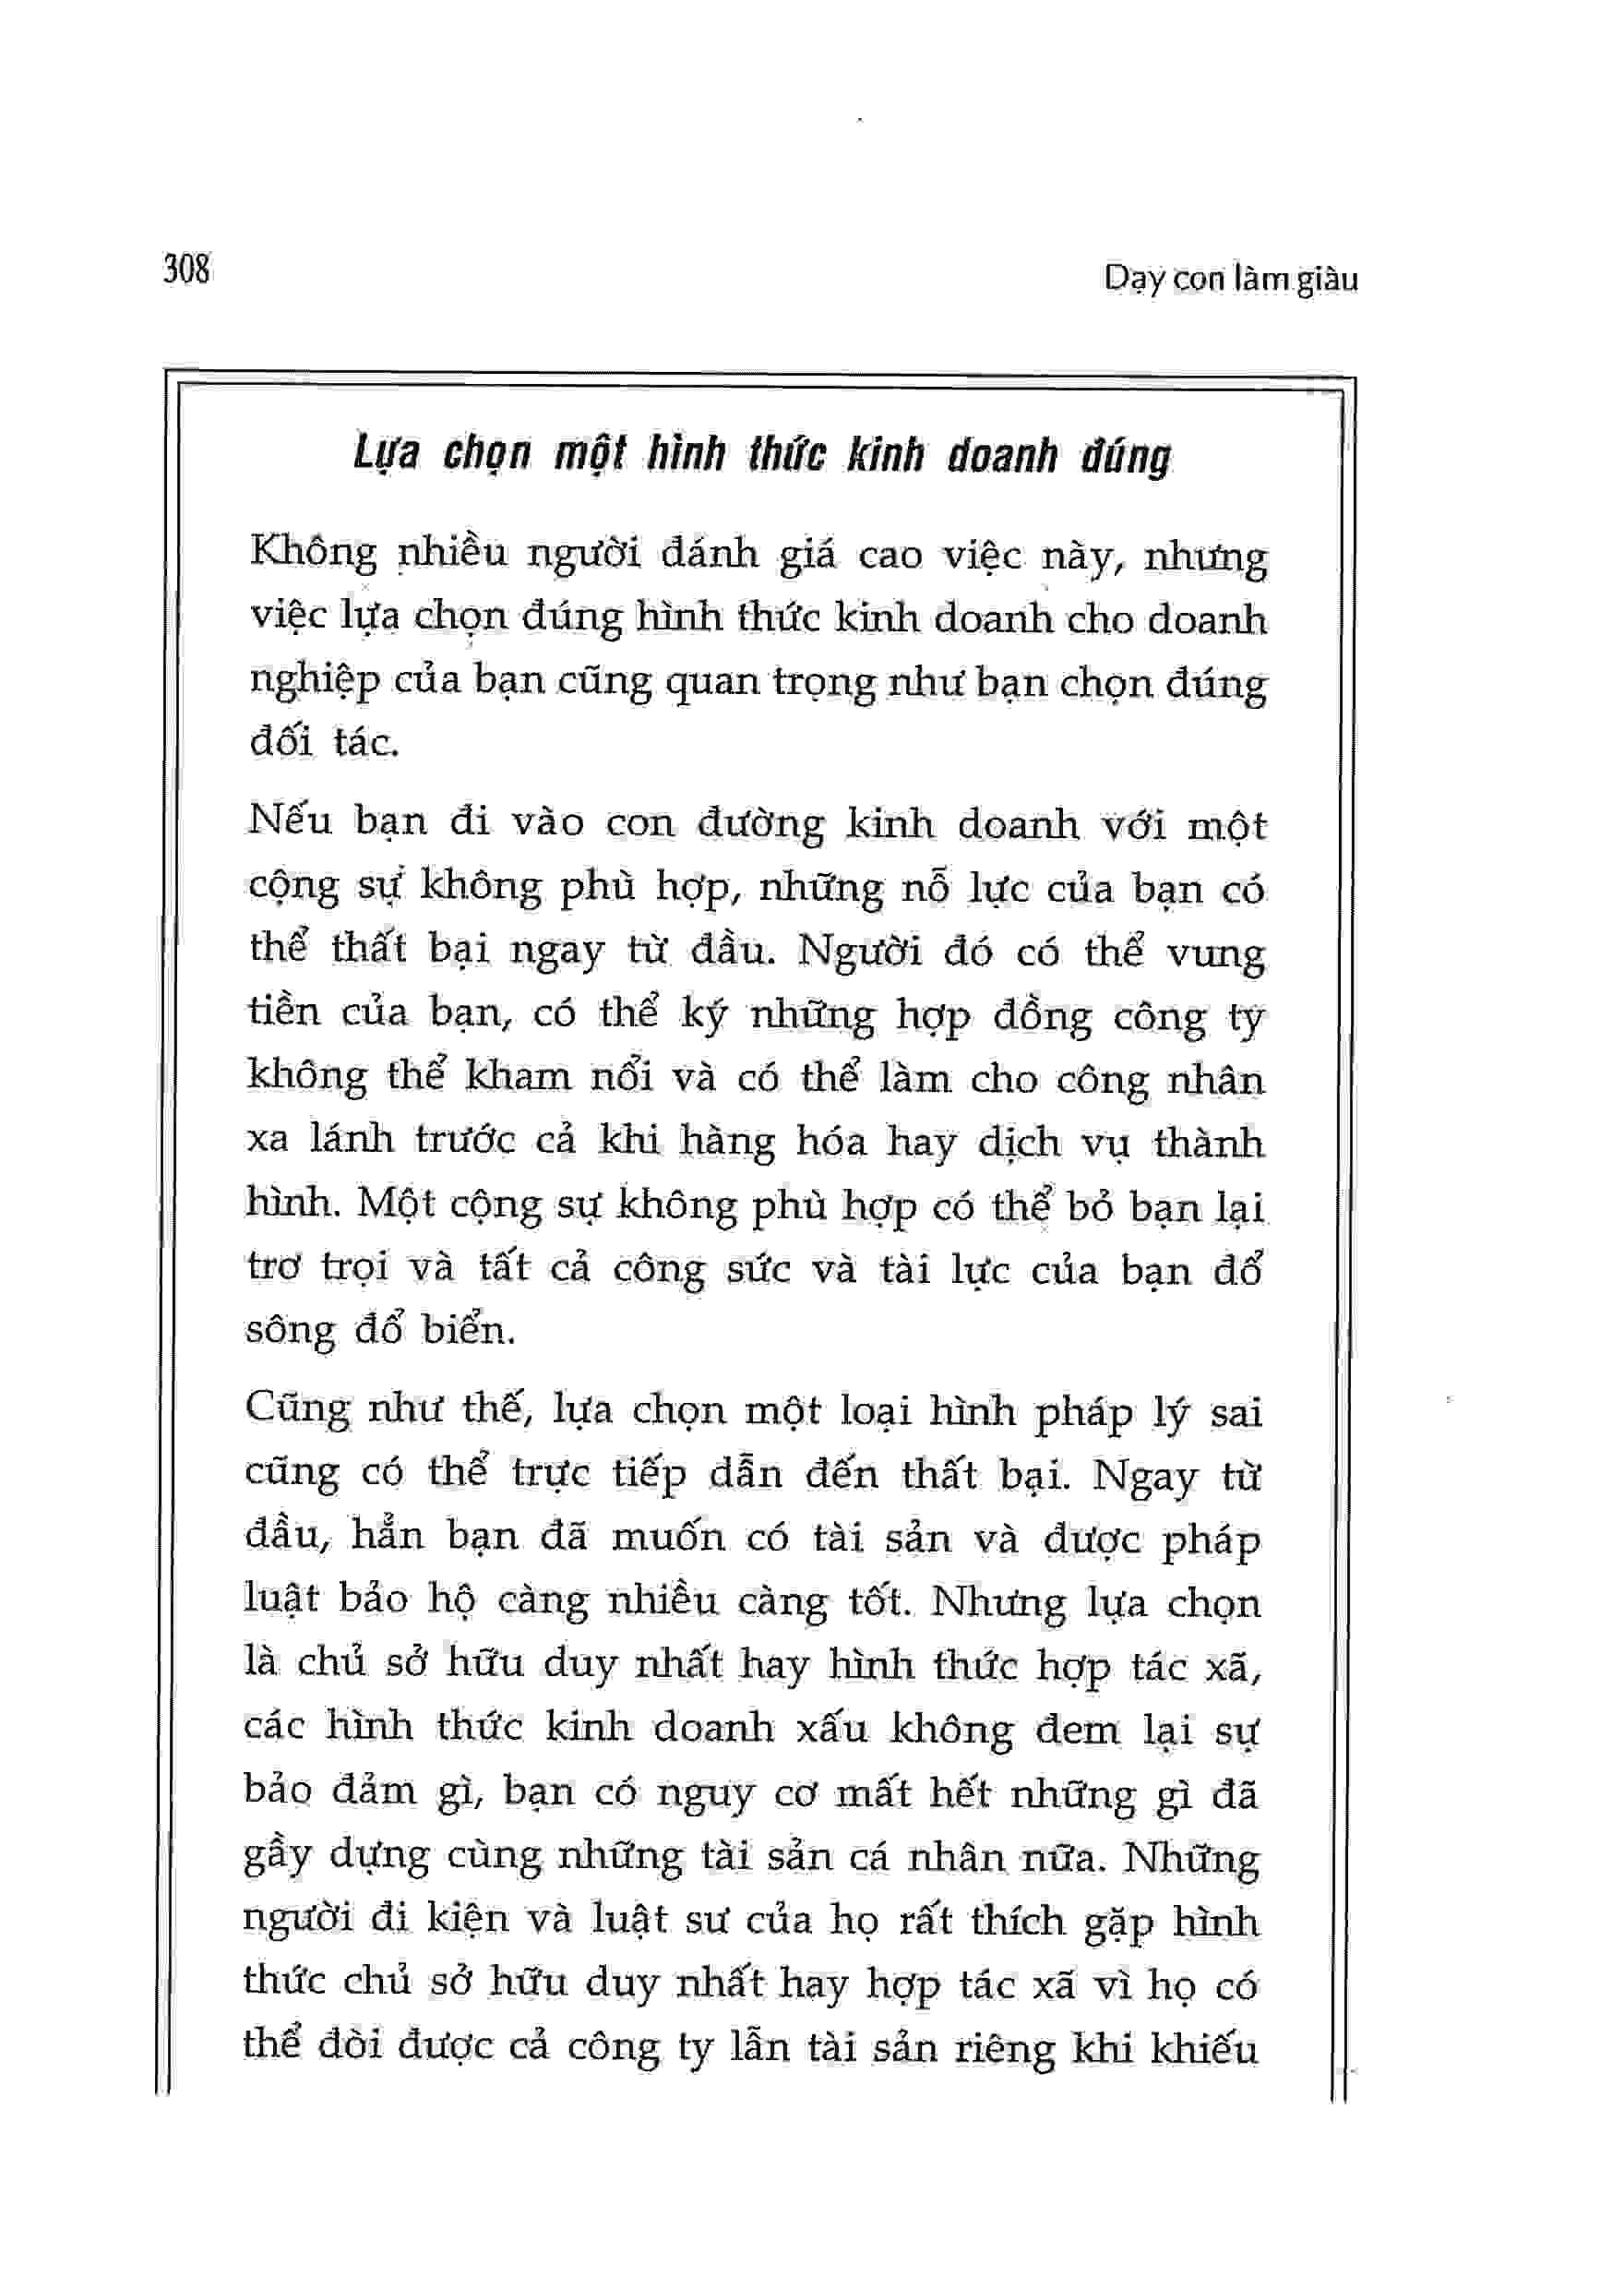 308
Dạy con làm giàu
Lựa chọn một hình thức kinh doanh đúng
Không nhiều người đánh giá cao việc này, nhưng
việc lựa chọn đúng hình thức kinh doanh cho doanh
nghiệp của bạn cũng quan trọng như bạn chọn đúng
đối tác.
Nếu bạn đi vào con đường kinh doanh với một
cộng sự không phù hợp, những nỗ lực của bạn có
thể thất bại ngay từ đầu. Người đó có thể vung
tiền của bạn, có thể ký những hợp đồng công ty
không thể kham nổi và có thể làm cho công nhân
xa lánh trước cả khi hàng hóa hay dịch vụ thành
hình. Một cộng sự không phù hợp có thể bỏ bạn lại
trơ trọi và tất cả công sức và tài lực của bạn đổ
sông đổ biển.
Cũng như thế, lựa chọn một loại hình pháp lý sai
cũng có thể trực tiếp dẫn đến thất bại. Ngay từ
đầu, hẳn bạn đã muốn có tài sản và được pháp
luật bảo hộ càng nhiều càng tốt. Nhưng lựa chọn
là chủ sở hữu duy nhất hay hình thức hợp tác xã,
các hình thức kinh doanh xấu không đem lại sự
bảo đảm gì, bạn có nguy cơ mất hết những gì đã
gầy dựng cùng những tài sản cá nhân nữa. Những
người đi kiện và luật sư của họ rất thích gặp hình
thức chủ sở hữu duy nhất hay hợp tác xã vì họ có
thể đòi được cả công ty lẫn tài sản riêng khi khiếu